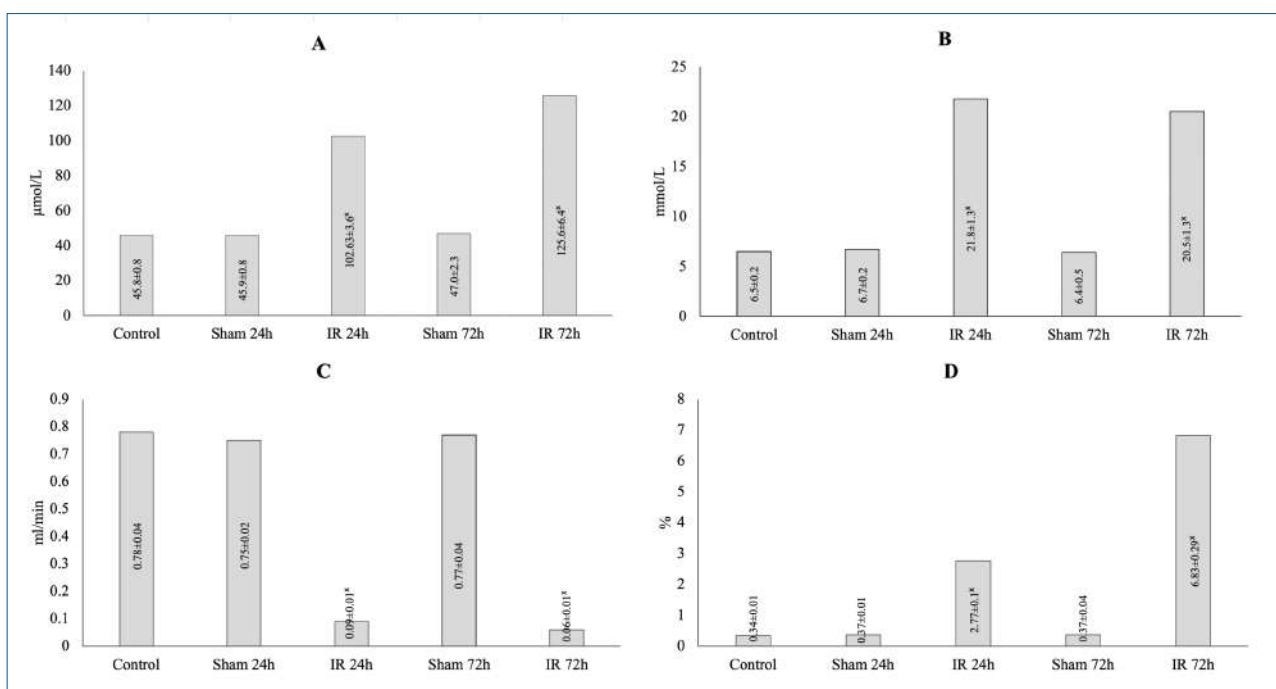 A
140
120
100
80
60
40
20
0
µmol/L
45.8±0.8
45.9±0.8
102.63±3.6ᴿ
47.0±2.3
125.6±6.4ᴿ
Control Sham 24h IR 24h Sham 72h IR 72h
B
25
20
15
10
5
0
mmol/L
6.5±0.2
6.7±0.2
21.8±1.3ᴿ
6.4±0.5
20.5±1.3ᴿ
Control Sham 24h IR 24h Sham 72h IR 72h
C
0.9
0.8
0.7
0.6
0.5
0.4
0.3
0.2
0.1
0
ml/min
0.78±0.04
0.75±0.02
0.09±0.01ᴿ
0.77±0.04
0.06±0.01ᴿ
Control Sham 24h IR 24h Sham 72h IR 72h
D
8
7
6
5
4
3
2
1
0
%
0.34±0.01
0.37±0.01
2.77±0.1ᴿ
0.37±0.04
6.83±0.29ᴿ
Control Sham 24h IR 24h Sham 72h IR 72h